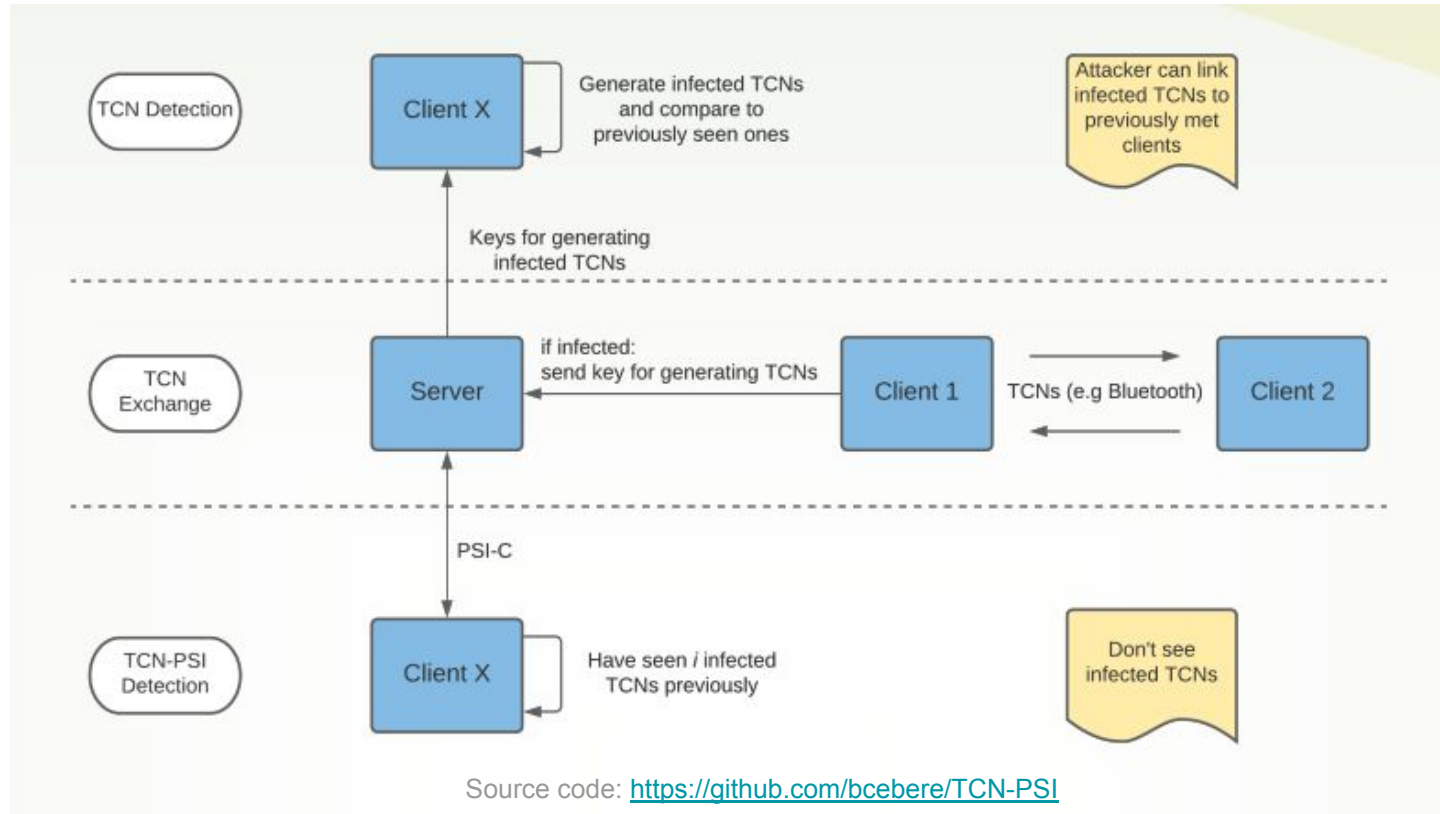 TCN Detection
Client X
Generate infected TCNs
and compare to
previously seen ones
Attacker can link
infected TCNs to
previously met
clients
Keys for generating
infected TCNs
TCN
Exchange
Server
if infected:
send key for generating TCNs
Client 1
TCNs (e.g Bluetooth)
Client 2
PSI-C
TCN-PSI
Detection
Client X
Have seen i infected
TCNs previously
Don't see
infected TCNs
Source code: https://github.com/bcebere/TCN-PSI